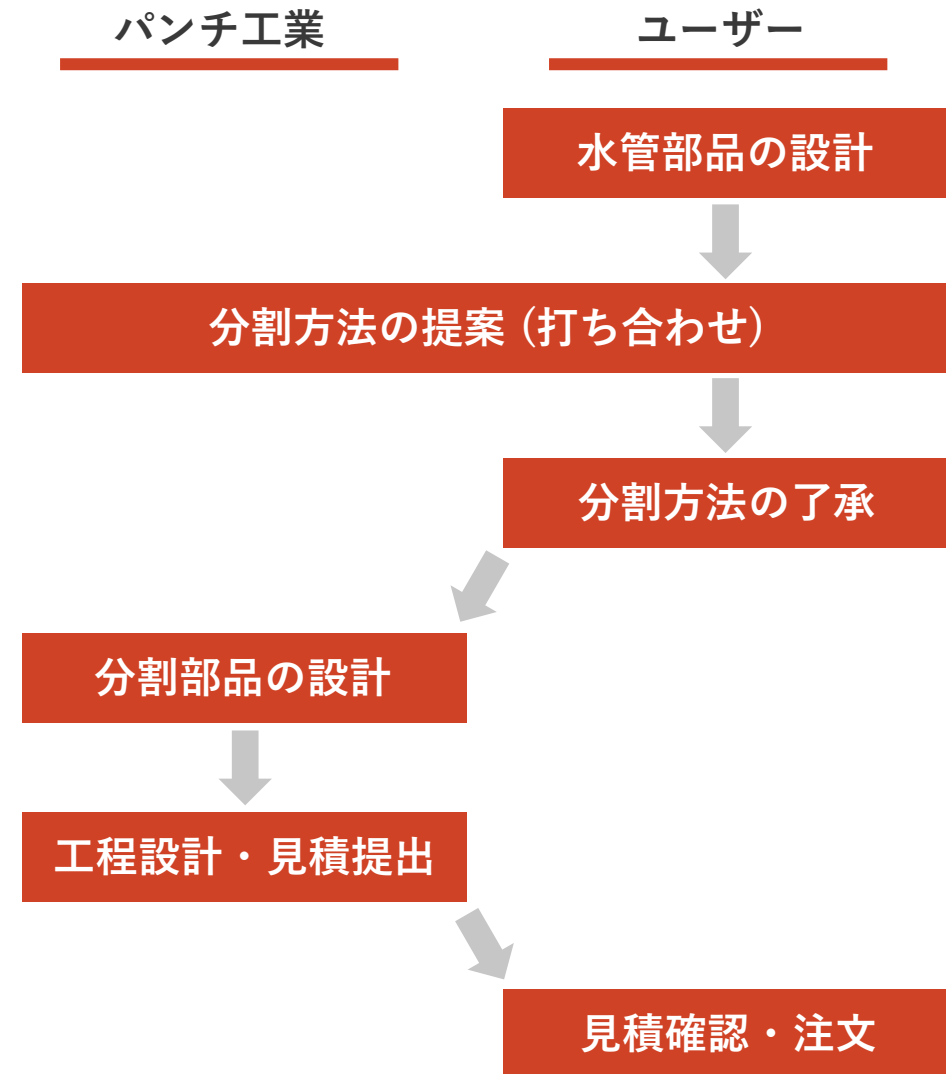 パンチ工業
ユーザー
水管部品の設計
分割方法の提案（打ち合わせ）
分割方法の了承
分割部品の設計
工程設計・見積提出
見積確認・注文